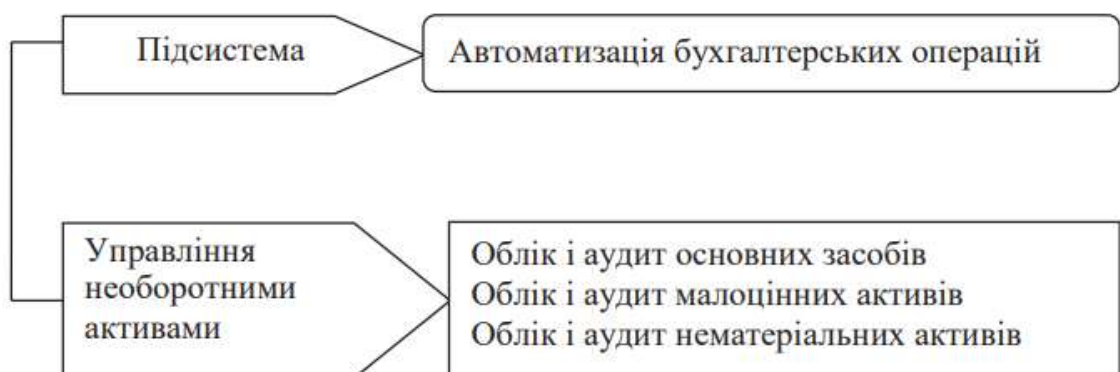 Підсистема
Автоматизація бухгалтерських операцій
Управління
необоротними
активами
Облік і аудит основних засобів
Облік і аудит малоцінних активів
Облік і аудит нематеріальних активів